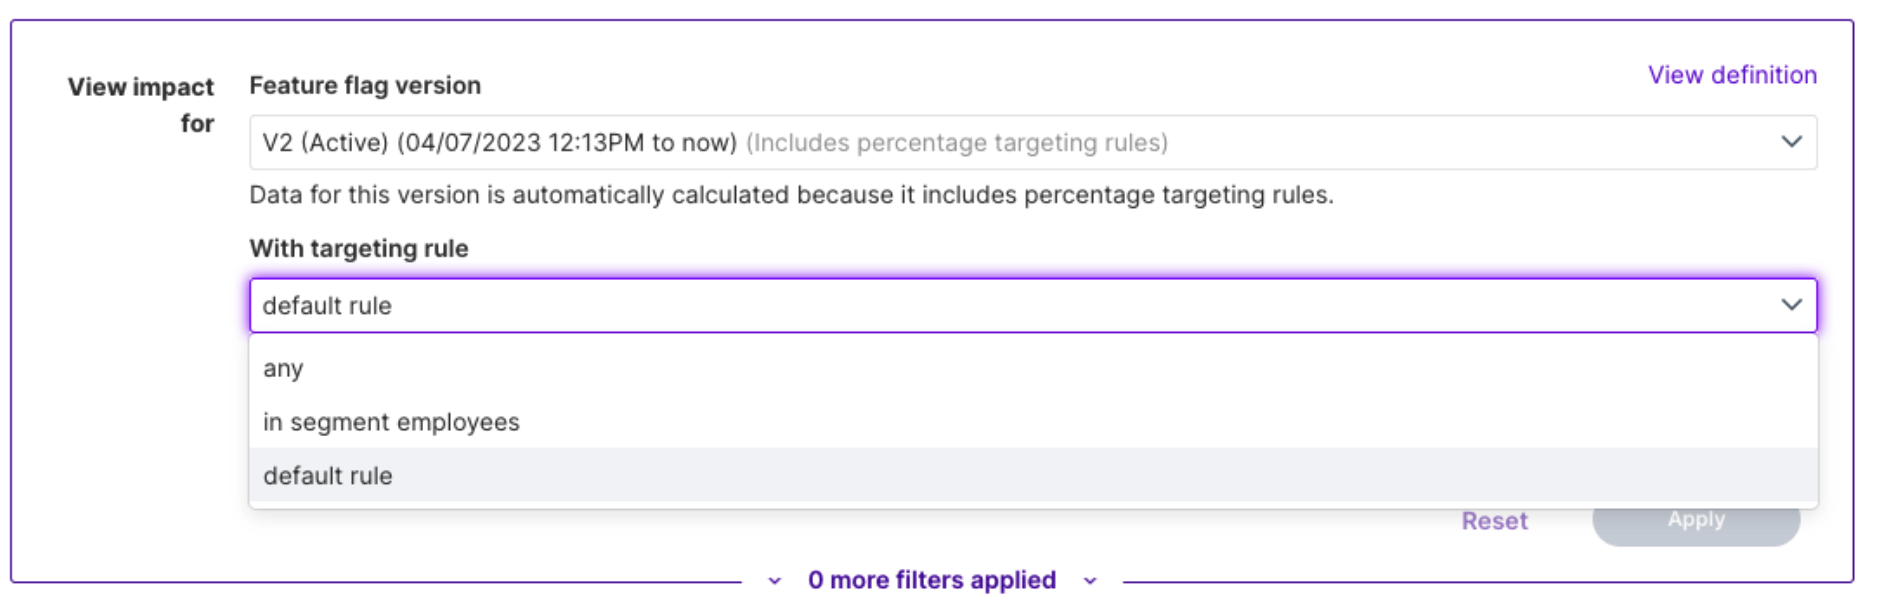 View impact
for
Feature flag version
View definition
V2 (Active) (04/07/2023 12:13PM to now) (Includes percentage targeting rules)
Data for this version is automatically calculated because it includes percentage targeting rules.
With targeting rule
default rule
any
in segment employees
default rule
Reset
Apply
0 more filters applied